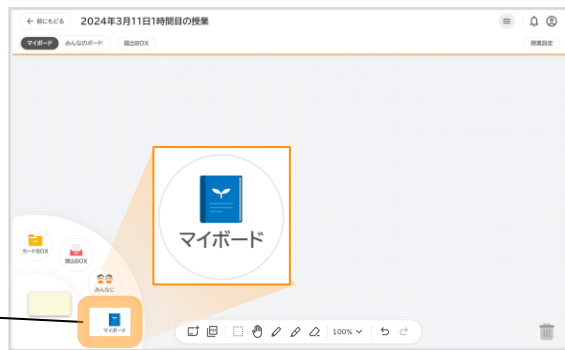 ← 前にもどる 2024年3月11日1時間目の授業
マイボード みんなのボード 提出BOX 授業設定
マイボード
カードBOX
提出BOX
みんなに
マイボード
100%